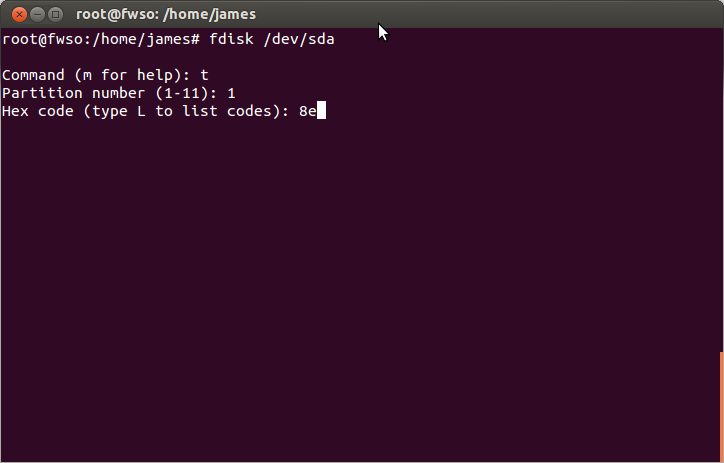 root@fwso: /home/james
root@fwso:/home/james# fdisk /dev/sda
Command (m for help): t
Partition number (1-11): 1
Hex code (type L to list codes): 8e